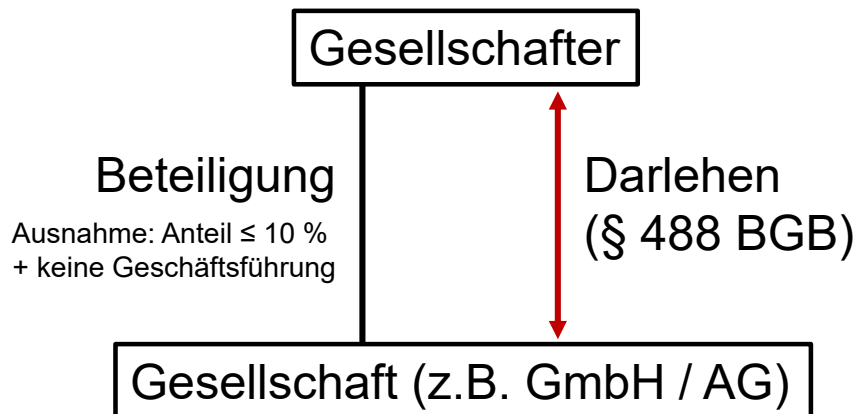 Gesellschafter
Beteiligung
Ausnahme: Anteil ≤ 10 %
+ keine Geschäftsführung
Darlehen
(§ 488 BGB)
Gesellschaft (z.B. GmbH / AG)